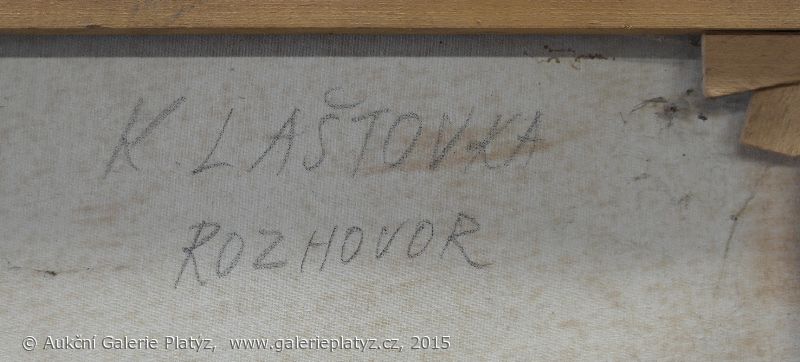 K. LAŠTOVKA
ROZHOVOR
© Aukční Galerie Platýz, www.galerieplatyz.cz, 2015